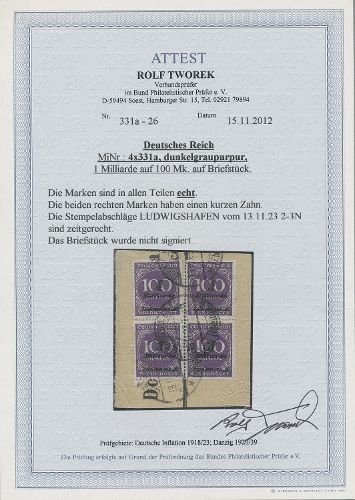 ATTEST
ROLF TWOREK
Verbandsprüfer
im Bund Philatelistischer Prüfer e. V.
D-59494 Soest, Hamburger Str. 15, Tel. 02921 79894
Nr. 331a - 26 Datum 15.11.2012
Deutsches Reich
MiNr.: 4x331a, dunkelgraupurpur,
1 Milliarde auf 100 Mk. auf Briefstück.
Die Marken sind in allen Teilen echt.
Die beiden rechten Marken haben einen kurzen Zahn.
Die Stempelabschläge LUDWIGSHAFEN vom 13.11.23 2-3N
sind zeitgerecht.
Das Briefstück wurde nicht signiert.
100 100
100 100
Rolf Tworek
Prüfgebiete: Deutsche Inflation 1918/23; Danzig 1920/39
Die Prüfung erfolgte auf Grund der Prüfordnung des Bundes Philatelistischer Prüfer e.V.